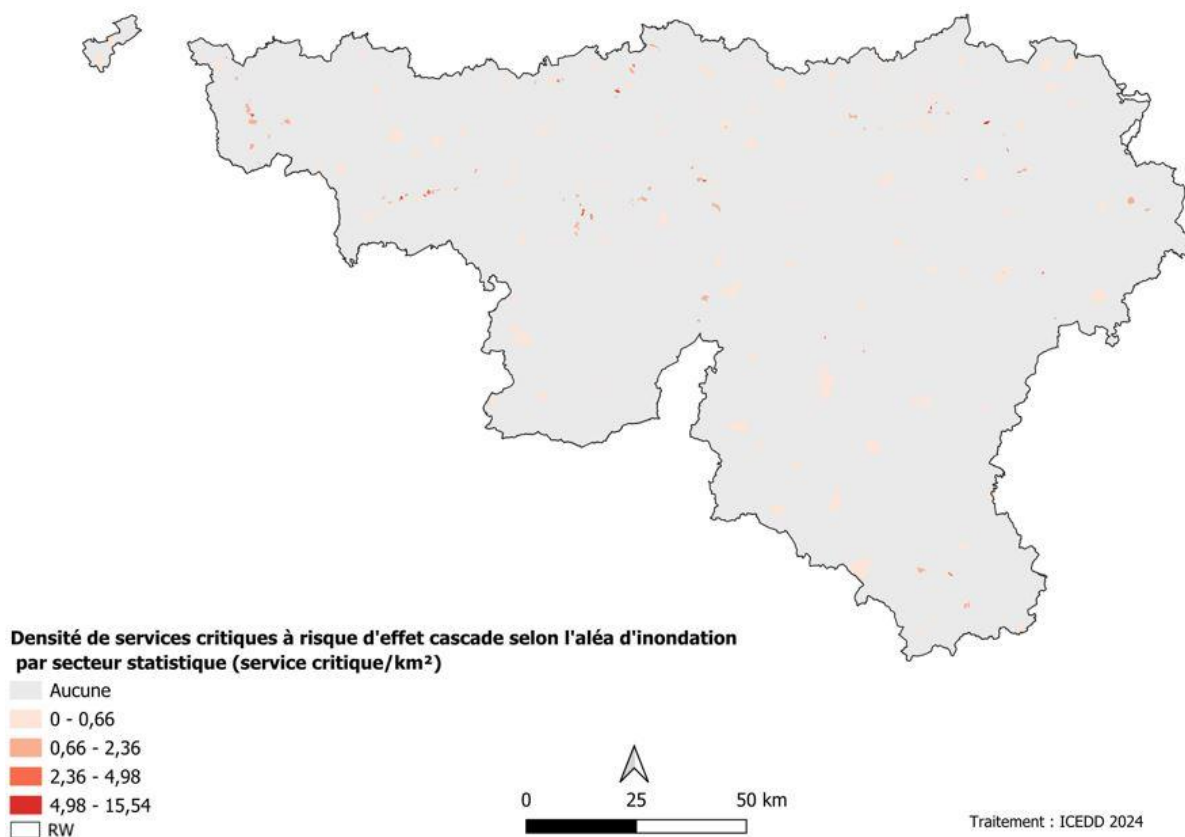 Densité de services critiques à risque d'effet cascade selon l'aléa d'inondation
par secteur statistique (service critique/km²)
Aucune
0 - 0,66
0,66 - 2,36
2,36 - 4,98
4,98 - 15,54
RW
0 25 50 km
Traitement : ICEDD 2024